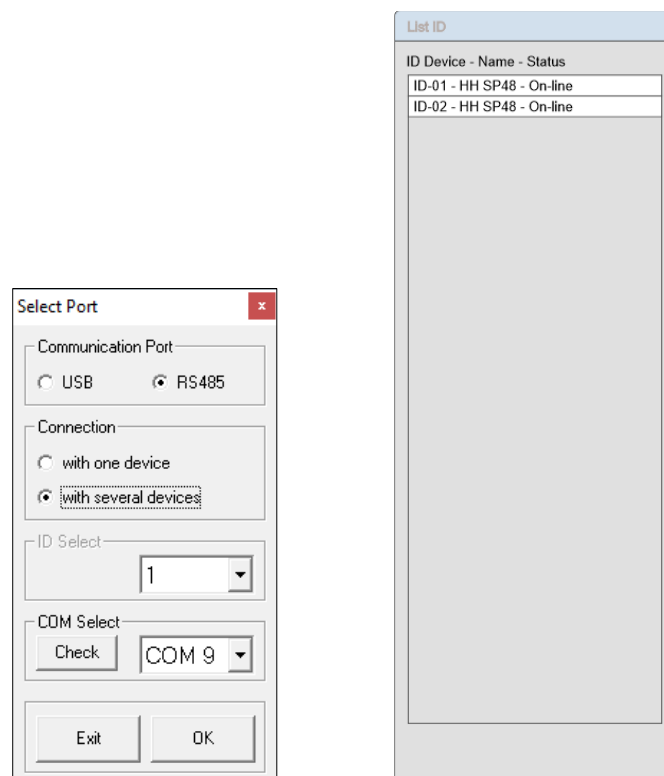 Select Port
x
Communication Port
USB RS485
Connection
with one device
with several devices
ID Select
1
COM Select
Check COM 9
Exit OK
List ID
ID Device - Name - Status
ID-01 - HH SP48 - On-line
ID-02 - HH SP48 - On-line